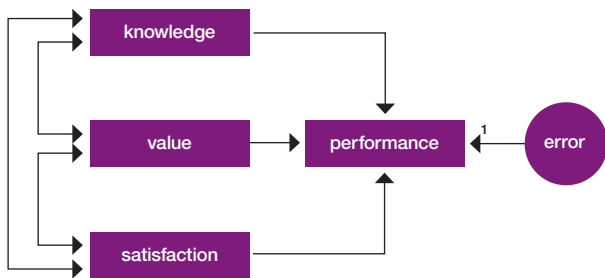 knowledge
value
performance
1
error
satisfaction